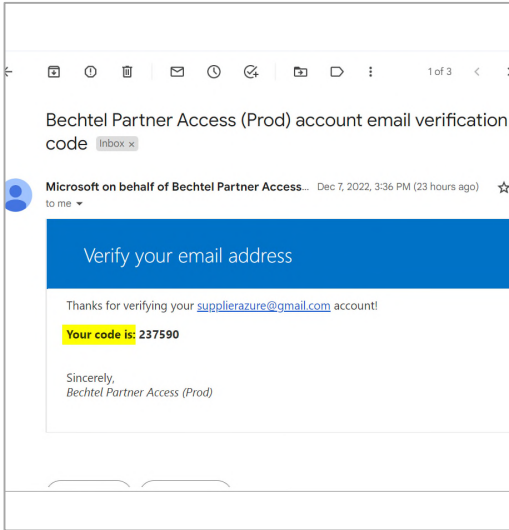 1 of 3
Bechtel Partner Access (Prod) account email verification
code Inbox x
Microsoft on behalf of Bechtel Partner Access... Dec 7, 2022, 3:36 PM (23 hours ago)
to me
Verify your email address
Thanks for verifying your supplierazure@gmail.com account!
Your code is: 237590
Sincerely,
Bechtel Partner Access (Prod)